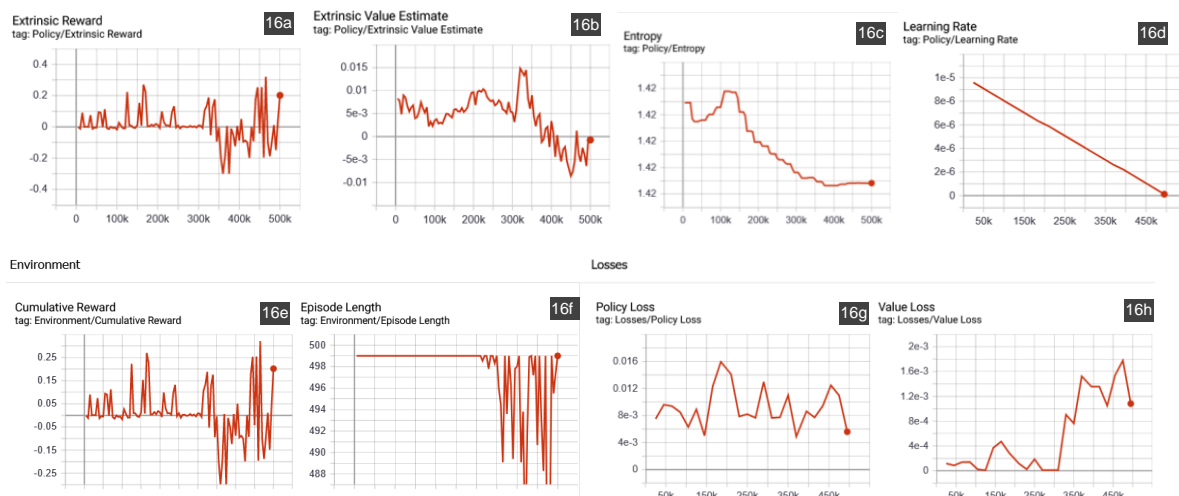 Extrinsic Reward
tag: Policy/Extrinsic Reward
16a
0.4
0.2
0
-0.2
-0.4
0 100k 200k 300k 400k 500k
Extrinsic Value Estimate
tag: Policy/Extrinsic Value Estimate
16b
0.015
0.01
5e-3
0
-5e-3
-0.01
0 100k 200k 300k 400k 500k
Entropy
tag: Policy/Entropy
16c
1.42
1.42
1.42
1.42
1.42
0 100k 200k 300k 400k 500k
Learning Rate
tag: Policy/Learning Rate
16d
1e-5
8e-6
6e-6
4e-6
2e-6
0
50k 150k 250k 350k 450k
Environment
Losses
Cumulative Reward
tag: Environment/Cumulative Reward
16e
0.25
0.15
0.05
-0.05
-0.15
-0.25
Episode Length
tag: Environment/Episode Length
16f
500
498
496
494
492
490
488
Policy Loss
tag: Losses/Policy Loss
16g
0.016
0.012
8e-3
4e-3
0
50k 150k 250k 350k 450k
Value Loss
tag: Losses/Value Loss
16h
2e-3
1.6e-3
1.2e-3
8e-4
4e-4
0
50k 150k 250k 350k 450k